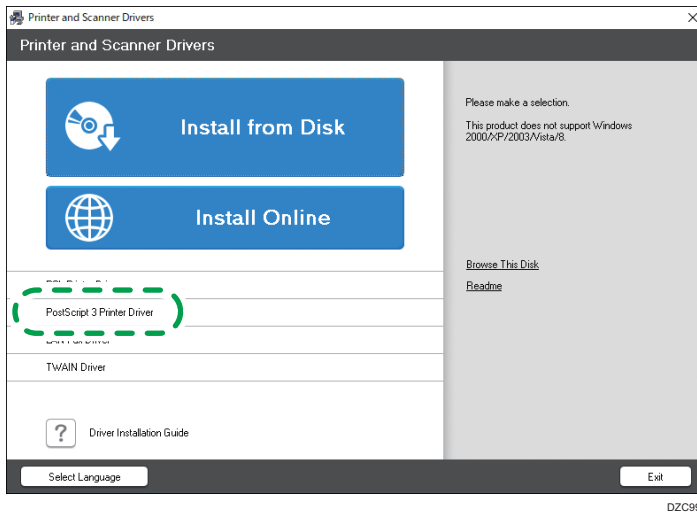 Printer and Scanner Drivers
Printer and Scanner Drivers
Install from Disk
Install Online
Please make a selection.
This product does not support Windows
2000/XP/2003/Vista/8.
Browse This Disk
Readme
PostScript 3 Printer Driver
TWAIN Driver
? Driver Installation Guide
Select Language
Exit